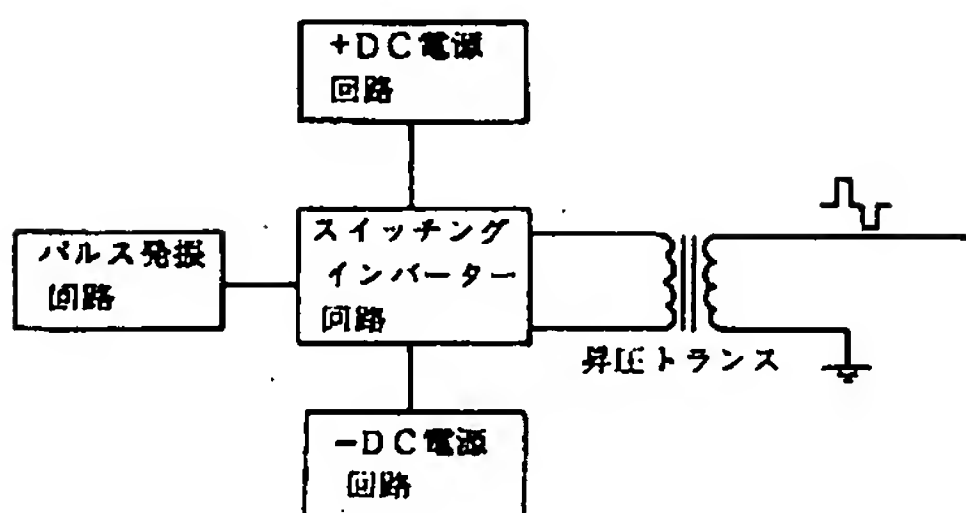 +DC電源
回路
パルス発振
回路
スイッチング
インバーター
回路
昇圧トランス
−DC電源
回路